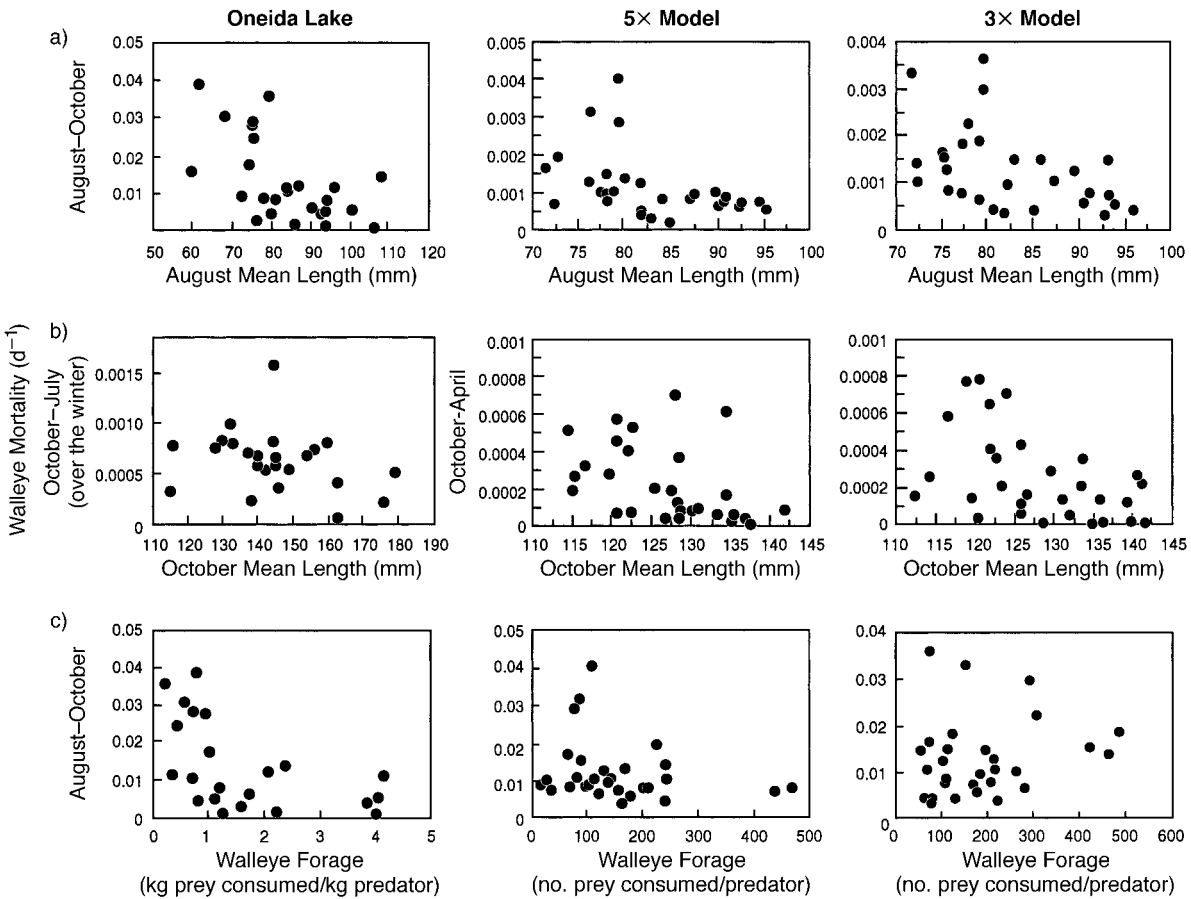 Oneida Lake 5× Model 3× Model
a)
August–October
0.05 0.04 0.03 0.02 0.01
50 60 70 80 90 100 110 120
August Mean Length (mm)
0.005 0.004 0.003 0.002 0.001 0
70 75 80 85 90 95 100
August Mean Length (mm)
0.004 0.003 0.002 0.001 0
70 75 80 85 90 95 100
August Mean Length (mm)
Walleye Mortality (d⁻¹)
b)
October–July
(over the winter)
0.0015 0.0010 0.0005 0
110 120 130 140 150 160 170 180 190
October Mean Length (mm)
October-April
0.001 0.0008 0.0006 0.0004 0.0002 0
110 115 120 125 130 135 140 145
October Mean Length (mm)
0.001 0.0008 0.0006 0.0004 0.0002 0
110 115 120 125 130 135 140 145
October Mean Length (mm)
c)
August–October
0.05 0.04 0.03 0.02 0.01 0
0 1 2 3 4 5
Walleye Forage
(kg prey consumed/kg predator)
0.05 0.04 0.03 0.02 0.01 0
0 100 200 300 400 500
Walleye Forage
(no. prey consumed/predator)
0.04 0.03 0.02 0.01 0
0 100 200 300 400 500 600
Walleye Forage
(no. prey consumed/predator)